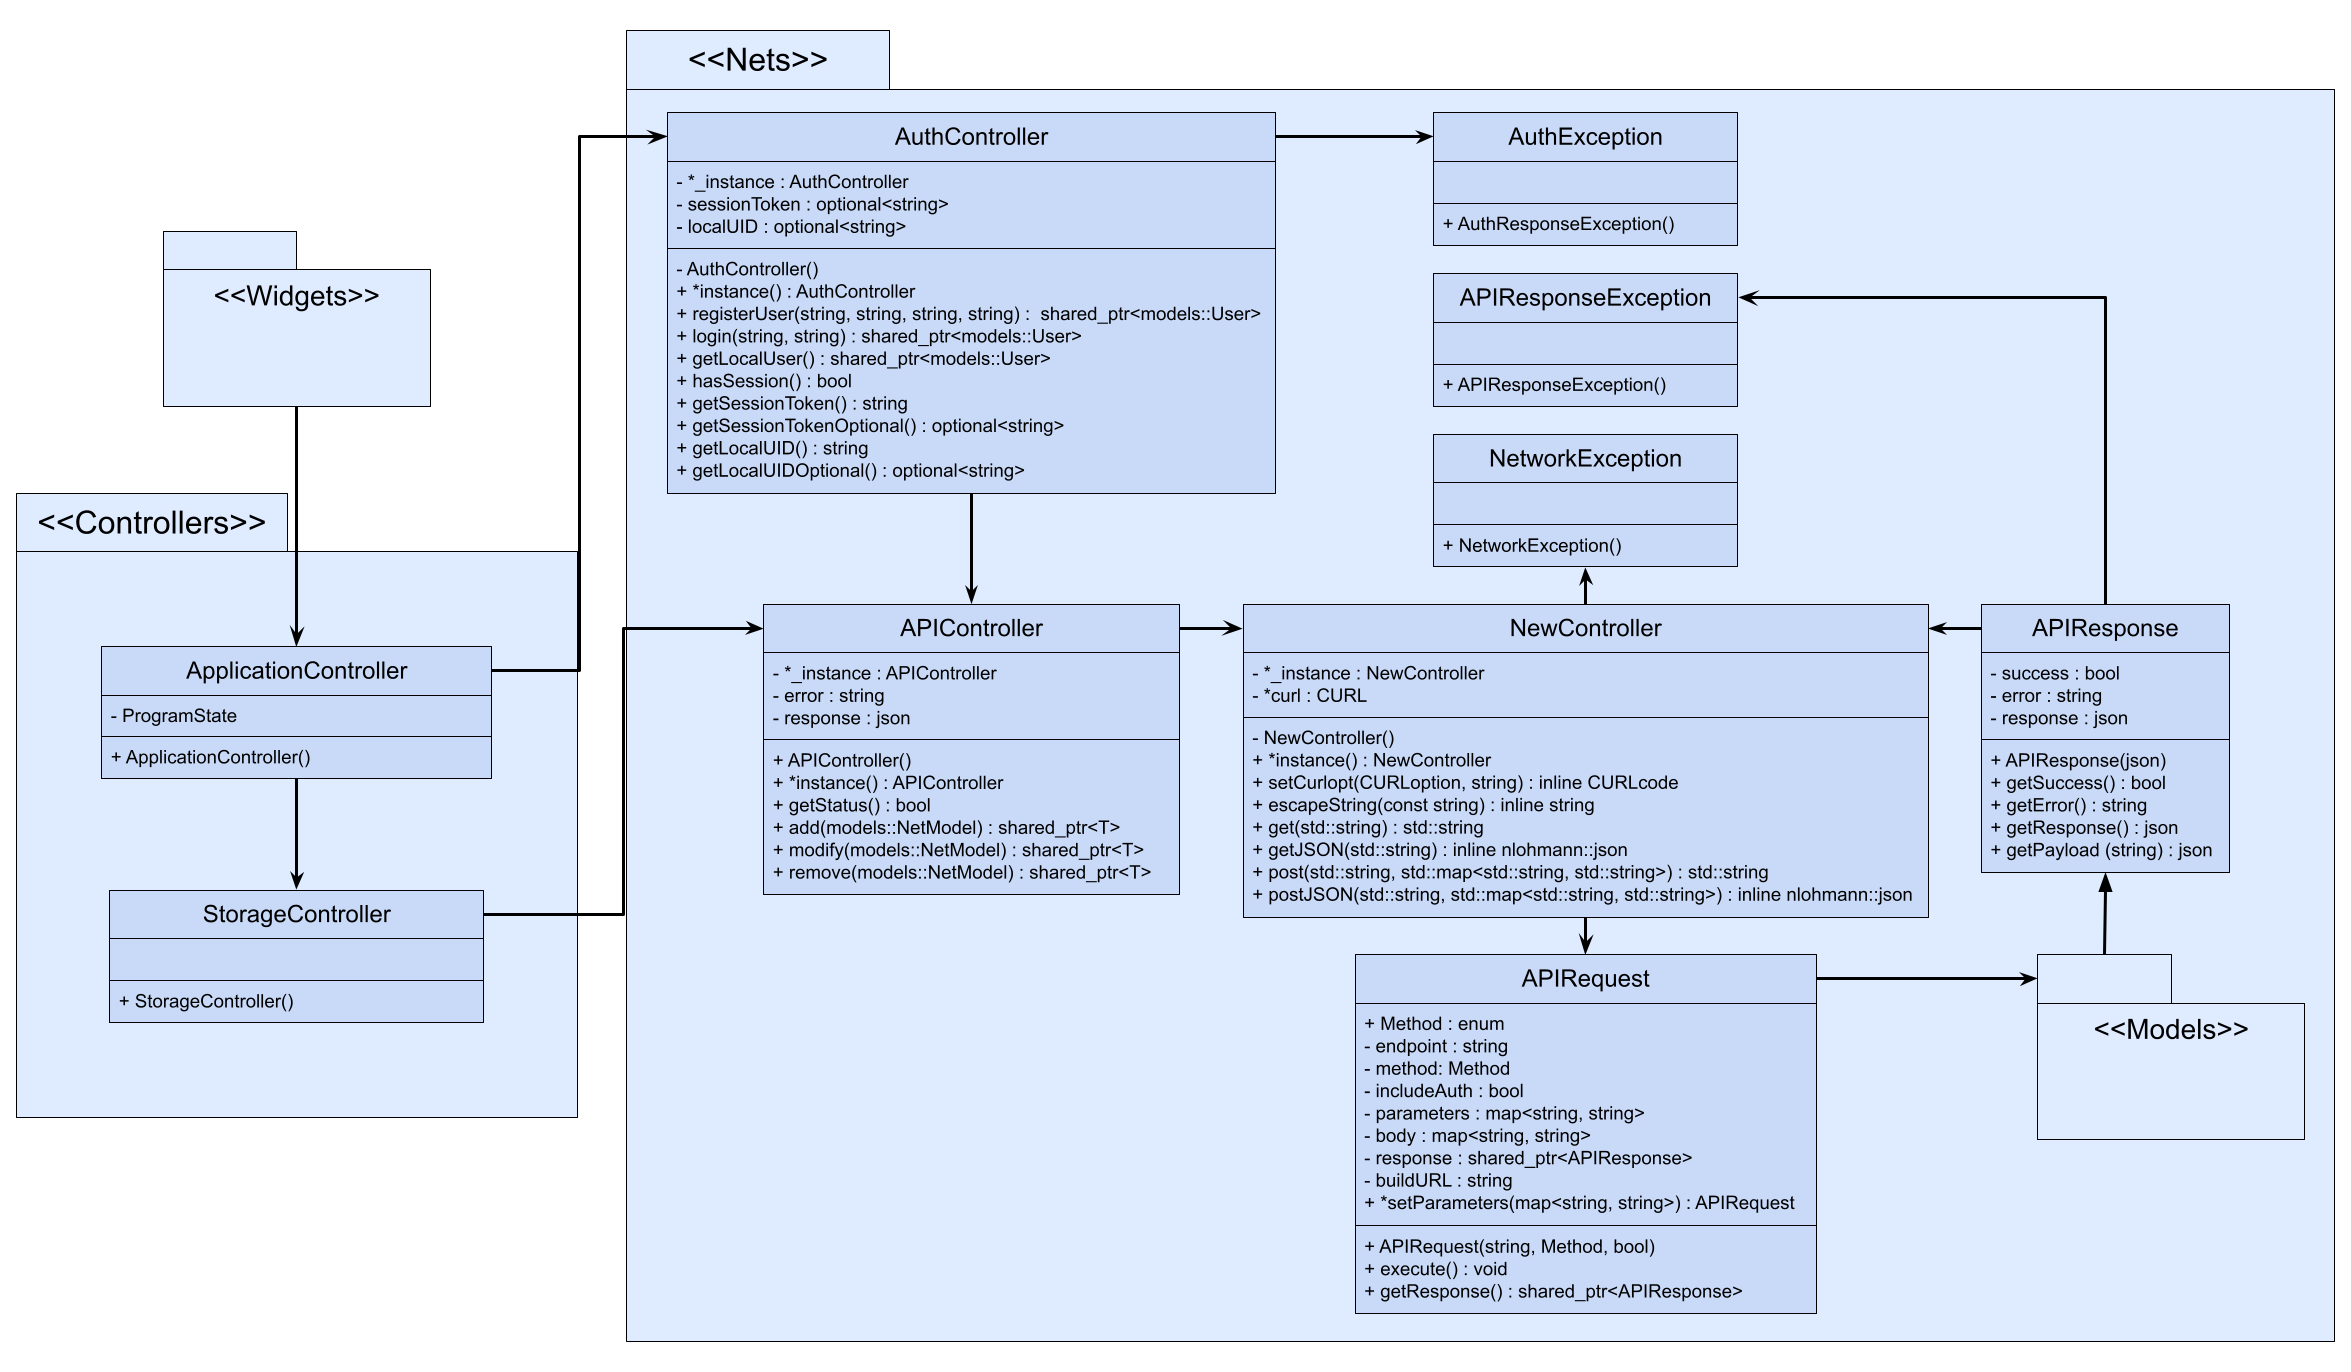 <<Nets>>
AuthController
- *_instance : AuthController
- sessionToken : optional<string>
- localUID : optional<string>
- AuthController()
+ *instance() : AuthController
+ registerUser(string, string, string, string) :  shared_ptr<models::User>
+ login(string, string) : shared_ptr<models::User>
+ getLocalUser() : shared_ptr<models::User>
+ hasSession() : bool
+ getSessionToken() : string
+ getSessionTokenOptional() : optional<string>
+ getLocalUID() : string
+ getLocalUIDOptional() : optional<string>
AuthException
+ AuthResponseException()
APIResponseException
+ APIResponseException()
NetworkException
+ NetworkException()
<<Widgets>>
<<Controllers>>
ApplicationController
- ProgramState
+ ApplicationController()
StorageController
+ StorageController()
APIController
- *_instance : APIController
- error : string
- response : json
+ APIController()
+ *instance() : APIController
+ getStatus() : bool
+ add(models::NetModel) : shared_ptr<T>
+ modify(models::NetModel) : shared_ptr<T>
+ remove(models::NetModel) : shared_ptr<T>
NewController
- *_instance : NewController
- *curl : CURL
- NewController()
+ *instance() : NewController
+ setCurlopt(CURLoption, string) : inline CURLcode
+ escapeString(const string) : inline string
+ get(std::string) : std::string
+ getJSON(std::string) : inline nlohmann::json
+ post(std::string, std::map<std::string, std::string>) : std::string
+ postJSON(std::string, std::map<std::string, std::string>) : inline nlohmann::json
APIResponse
- success : bool
- error : string
- response : json
+ APIResponse(json)
+ getSuccess() : bool
+ getError() : string
+ getResponse() : json
+ getPayload (string) : json
APIRequest
+ Method : enum
- endpoint : string
- method: Method
- includeAuth : bool
- parameters : map<string, string>
- body : map<string, string>
- response : shared_ptr<APIResponse>
- buildURL : string
+ *setParameters(map<string, string>) : APIRequest
+ APIRequest(string, Method, bool)
+ execute() : void
+ getResponse() : shared_ptr<APIResponse>
<<Models>>